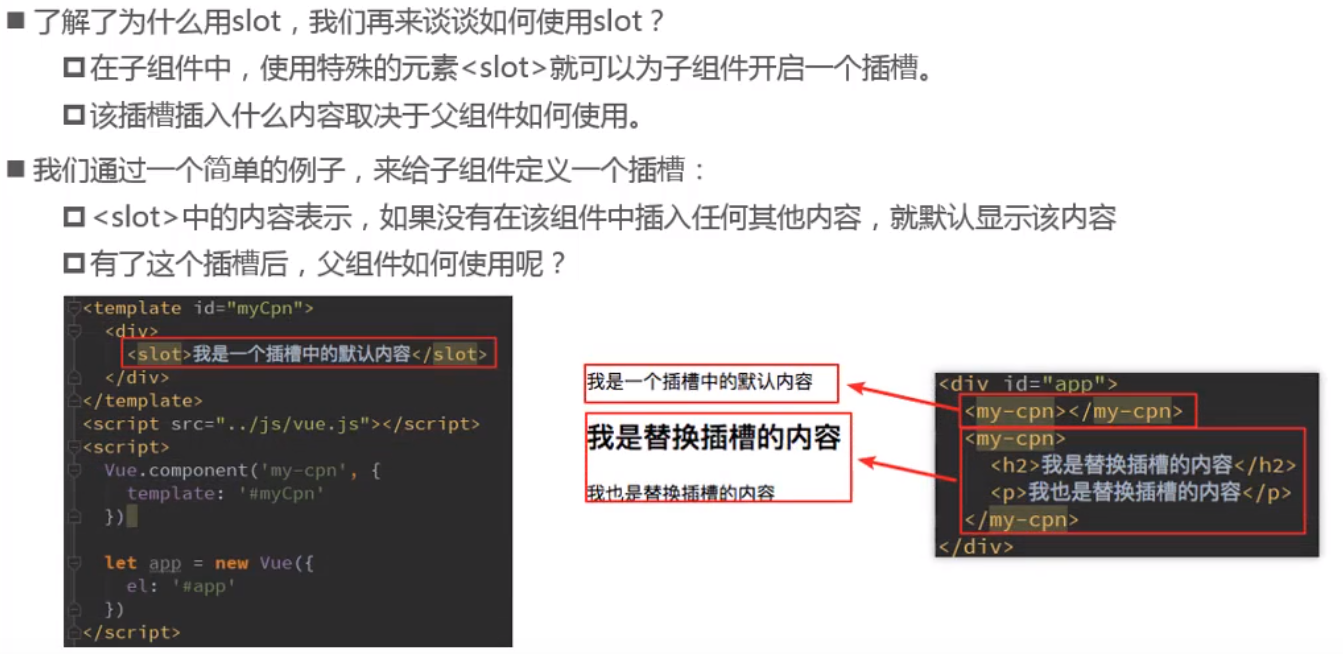 ■ 了解了为什么用slot，我们再来谈谈如何使用slot？
在子组件中，使用特殊的元素<slot>就可以为子组件开启一个插槽。
该插槽插入什么内容取决于父组件如何使用。
■ 我们通过一个简单的例子，来给子组件定义一个插槽：
<slot>中的内容表示，如果没有在该组件中插入任何其他内容，就默认显示该内容
有了这个插槽后，父组件如何使用呢？
<template id="myCpn">
<div>
<slot>我是一个插槽中的默认内容</slot>
</div>
</template>
<script src="../js/vue.js"></script>
<script>
Vue.component('my-cpn', {
template: '#myCpn'
})
let app = new Vue({
el: '#app'
})
</script>
我是一个插槽中的默认内容
我是替换插槽的内容
我也是替换插槽的内容
<div id="app">
<my-cpn></my-cpn>
<my-cpn>
<h2>我是替换插槽的内容</h2>
<p>我也是替换插槽的内容</p>
</my-cpn>
</div>